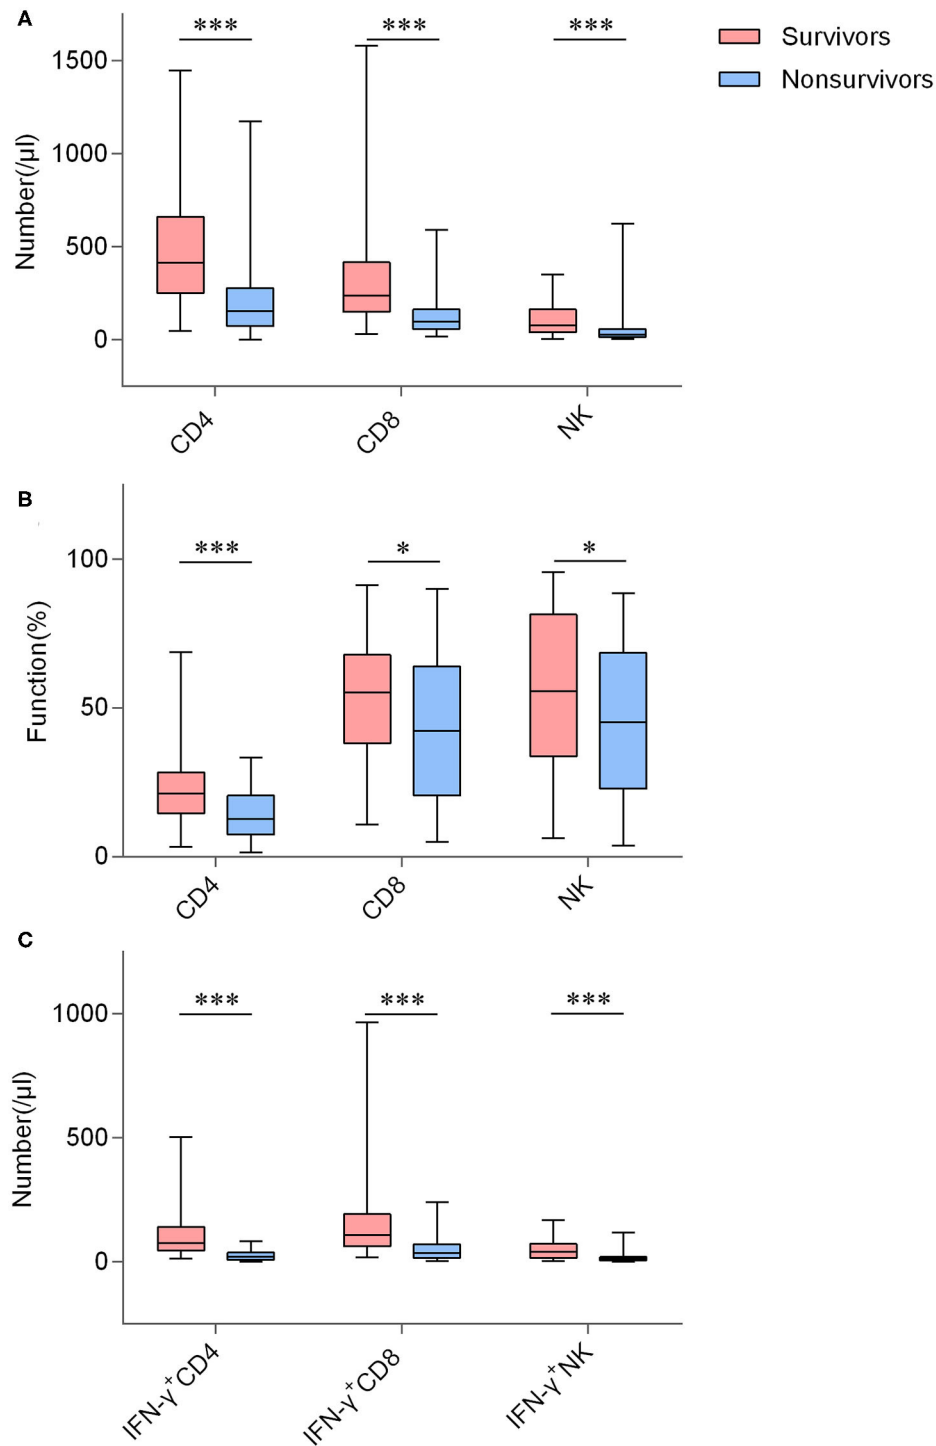 A
*** *** ***
Survivors
Nonsurvivors
Number(/μl)
1500
1000
500
0
CD4 CD8 NK
B
*** * *
Function(%)
100
50
0
CD4 CD8 NK
C
*** *** ***
Number(/μl)
1000
500
0
IFN-γ⁺CD4 IFN-γ⁺CD8 IFN-γ⁺NK